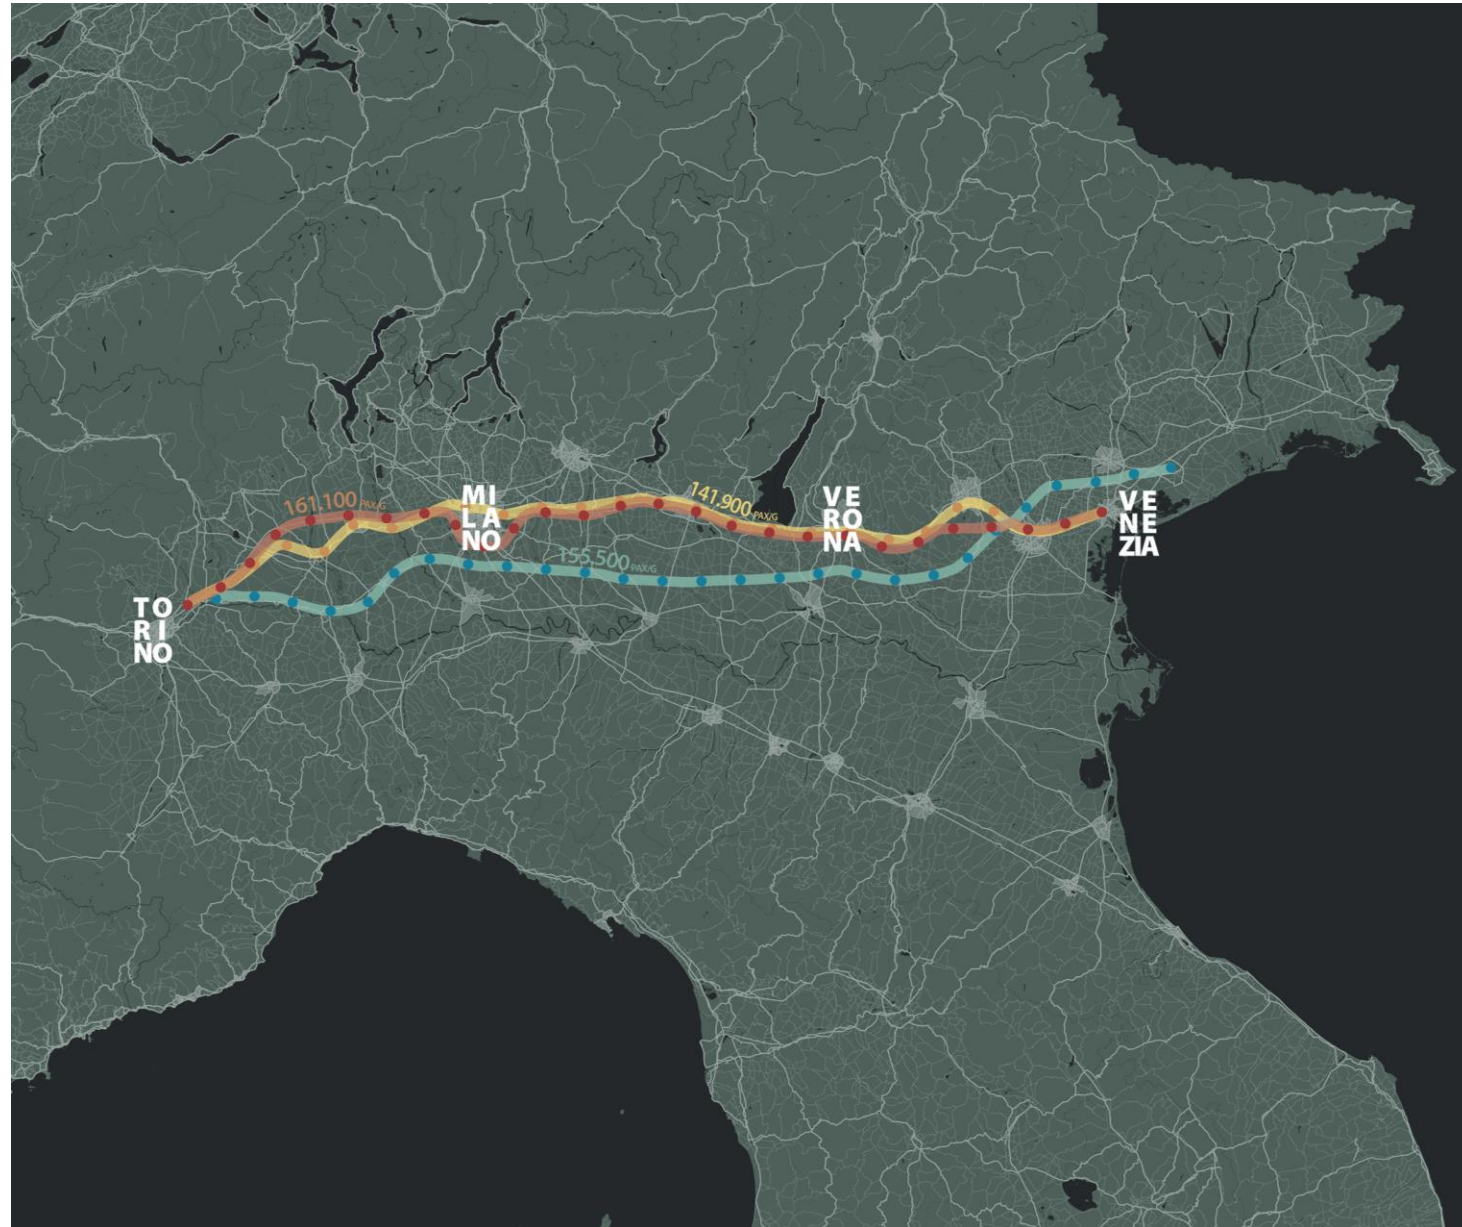 161,100 PAX/G
MI
LA
NO
141,900 PAX/G
VE
RO
NA
VE
NE
ZIA
155,500 PAX/G
TO
RI
NO